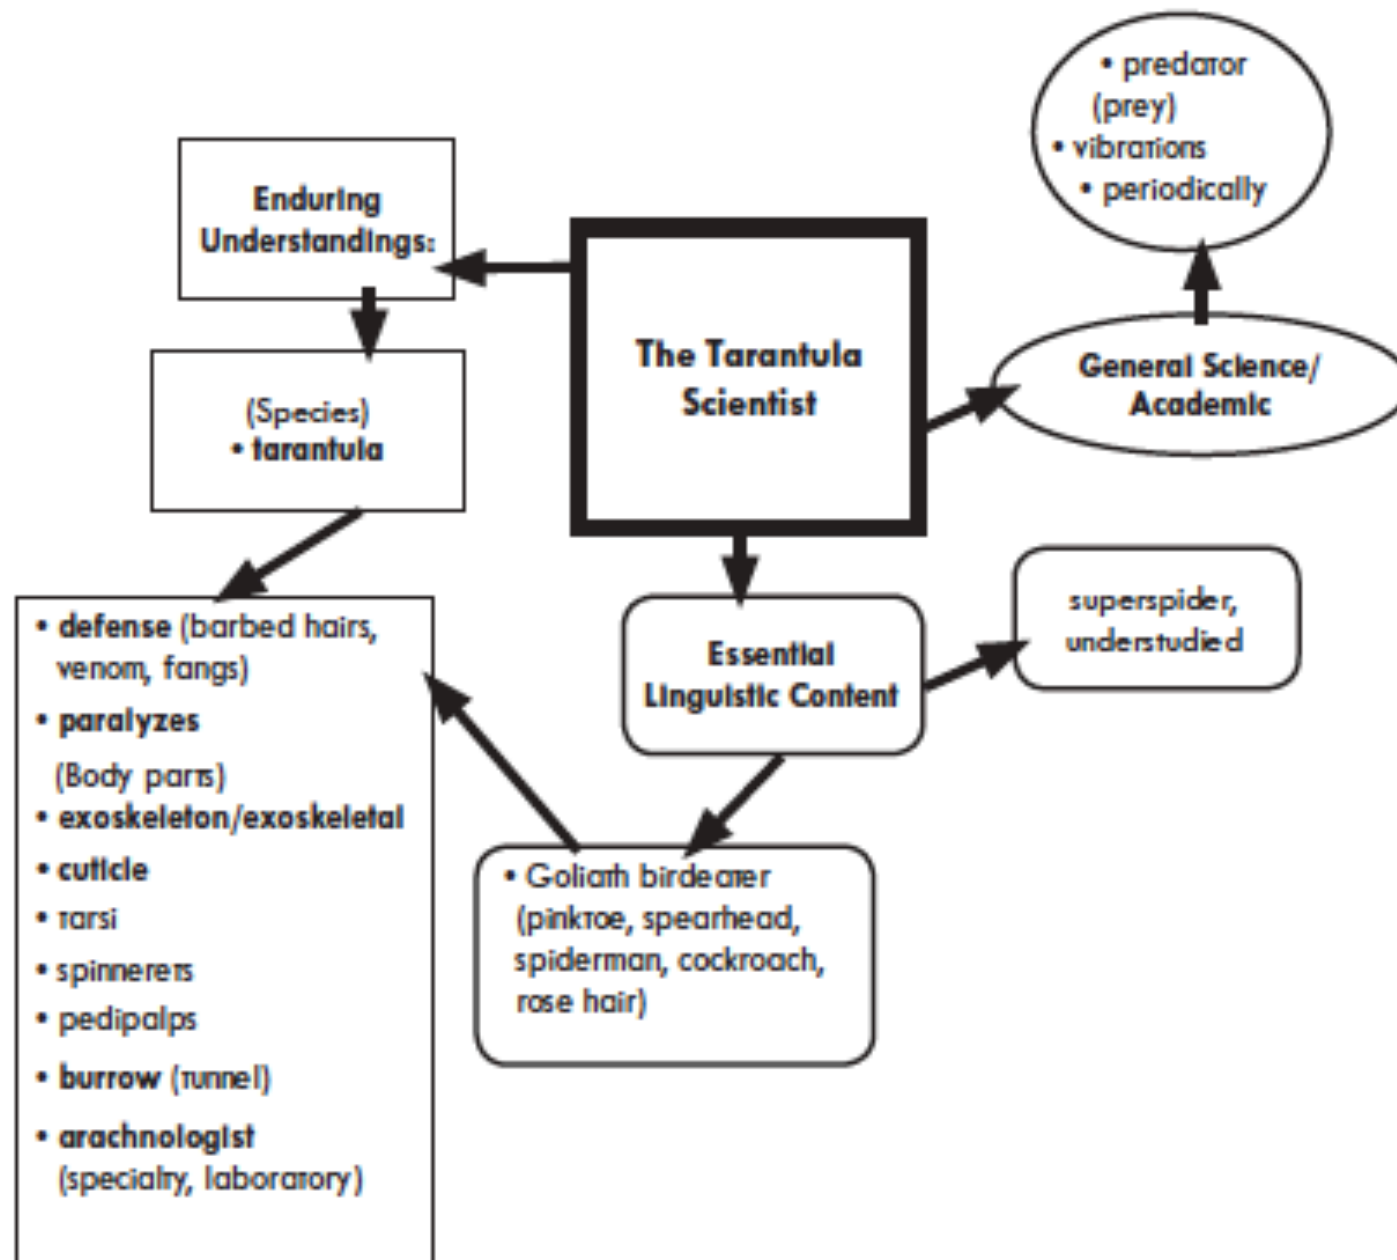 Enduring
Understandings:
(Species)
• tarantula
• defense (barbed hairs,
venom, fangs)
• paralyzes
(Body parts)
• exoskeleton/exoskeletal
• cuticle
• tarsi
• spinnerets
• pedipalps
• burrow (tunnel)
• arachnologist
(specialty, laboratory)
The Tarantula
Scientist
Essential
Linguistic Content
• Goliath birdeater
(pinktoe, spearhead,
spiderman, cockroach,
rose hair)
superspider,
understudied
General Science/
Academic
• predator
(prey)
• vibrations
• periodically